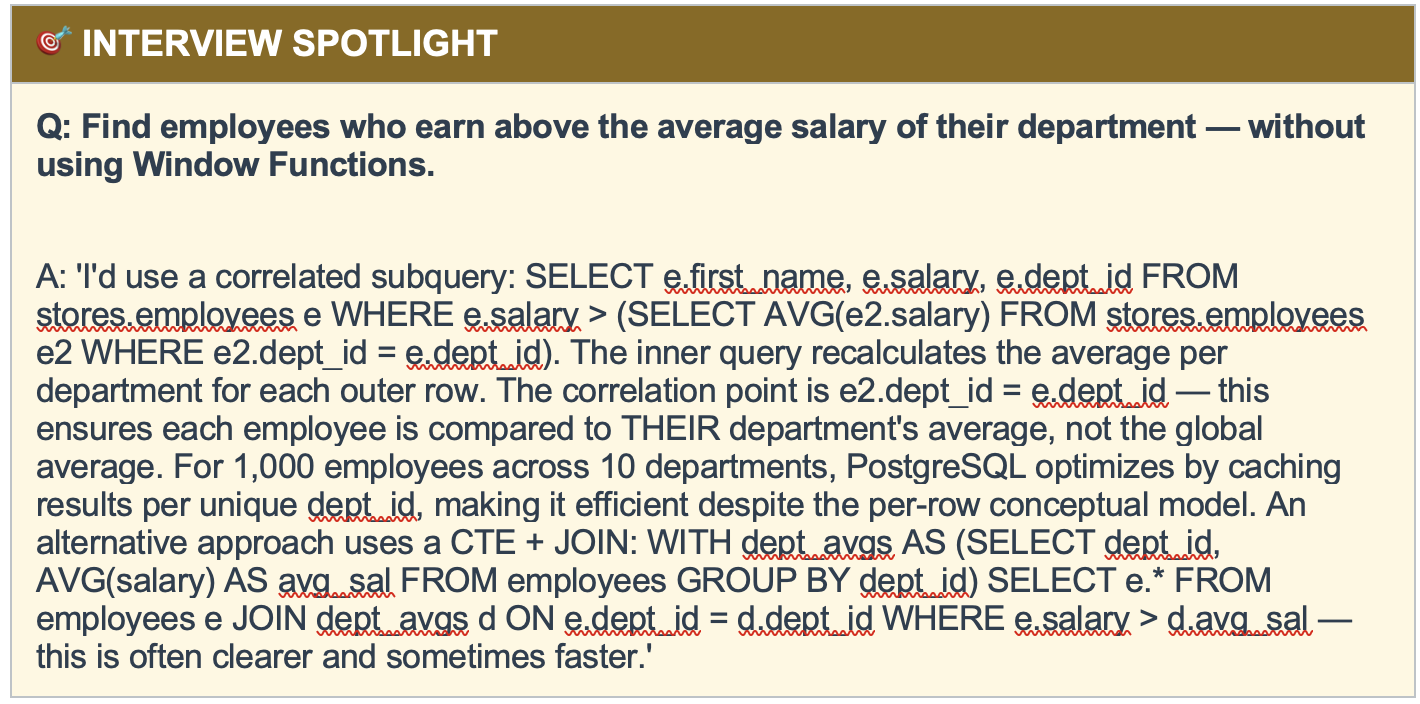 🎯 INTERVIEW SPOTLIGHT
Q: Find employees who earn above the average salary of their department — without
using Window Functions.
A: 'I'd use a correlated subquery: SELECT e.first_name, e.salary, e.dept_id FROM
stores.employees e WHERE e.salary > (SELECT AVG(e2.salary) FROM stores.employees
e2 WHERE e2.dept_id = e.dept_id). The inner query recalculates the average per
department for each outer row. The correlation point is e2.dept_id = e.dept_id — this
ensures each employee is compared to THEIR department's average, not the global
average. For 1,000 employees across 10 departments, PostgreSQL optimizes by caching
results per unique dept_id, making it efficient despite the per-row conceptual model. An
alternative approach uses a CTE + JOIN: WITH dept_avgs AS (SELECT dept_id,
AVG(salary) AS avg_sal FROM employees GROUP BY dept_id) SELECT e.* FROM
employees e JOIN dept_avgs d ON e.dept_id = d.dept_id WHERE e.salary > d.avg_sal —
this is often clearer and sometimes faster.'